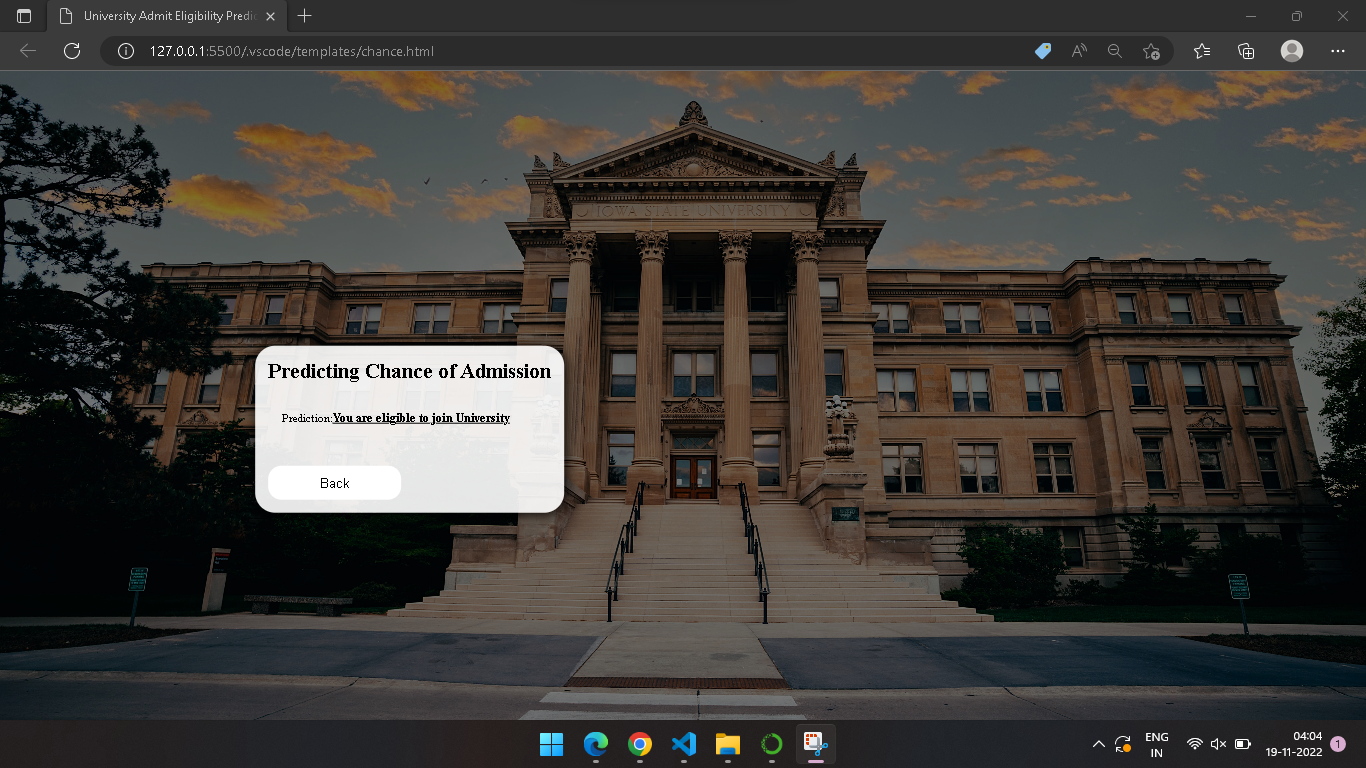 University Admit Eligibility Predi
127.0.0.1:5500/.vscode/templates/chance.html
IOWA STATE UNIVERSITY
Predicting Chance of Admission
Prediction:You are eligible to join University
Back
ENG
IN
04:04
19-11-2022
1